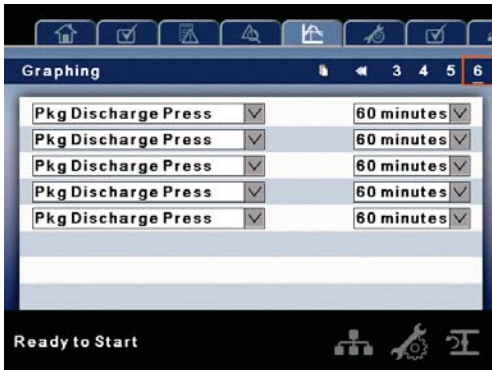 Graphing 3 4 5 6
Pkg Discharge Press 60 minutes
Pkg Discharge Press 60 minutes
Pkg Discharge Press 60 minutes
Pkg Discharge Press 60 minutes
Pkg Discharge Press 60 minutes
Ready to Start